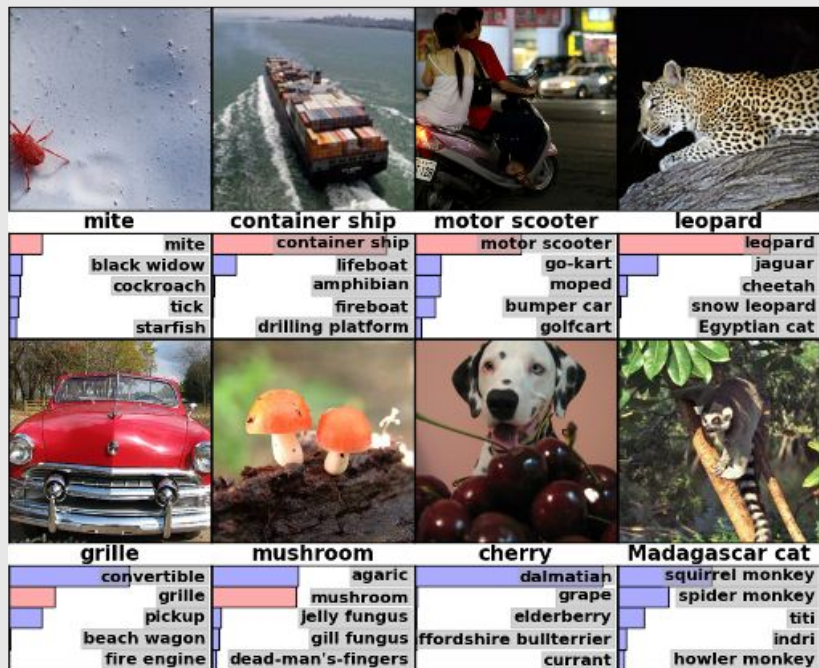 mite
container ship
motor scooter
leopard
mite
black widow
cockroach
tick
starfish
container ship
lifeboat
amphibian
fireboat
drilling platform
motor scooter
go-kart
moped
bumper car
golfcart
leopard
jaguar
cheetah
snow leopard
Egyptian cat
grille
mushroom
cherry
Madagascar cat
convertible
grille
pickup
beach wagon
fire engine
agaric
mushroom
jelly fungus
gill fungus
dead-man's-fingers
dalmatian
grape
elderberry
ffordshire bullterrier
currant
squirrel monkey
spider monkey
titi
indri
howler monkey